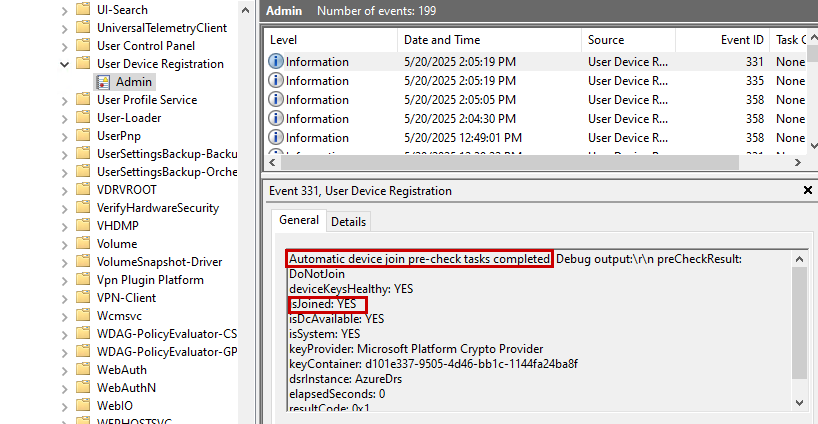 UI-Search
UniversalTelemetryClient
User Control Panel
User Device Registration
Admin
User Profile Service
User-Loader
UserPnp
UserSettingsBackup-Backu
UserSettingsBackup-Orche
VDRVROOT
VerifyHardwareSecurity
VHDMP
Volume
VolumeSnapshot-Driver
Vpn Plugin Platform
VPN-Client
Wcmsvc
WDAG-PolicyEvaluator-CS
WDAG-PolicyEvaluator-GP
WebAuth
WebAuthN
WebIO
WEPHOSTSVC
Admin Number of events: 199
Level Date and Time Source Event ID Task C
Information 5/20/2025 2:05:19 PM User Device R... 331 None
Information 5/20/2025 2:05:19 PM User Device R... 335 None
Information 5/20/2025 2:05:05 PM User Device R... 358 None
Information 5/20/2025 2:04:30 PM User Device R... 358 None
Information 5/20/2025 12:49:01 PM User Device R... 358 None
Event 331, User Device Registration
General Details
Automatic device join pre-check tasks completed. Debug output:\r\n preCheckResult:
DoNotJoin
deviceKeysHealthy: YES
isJoined: YES
isDcAvailable: YES
isSystem: YES
keyProvider: Microsoft Platform Crypto Provider
keyContainer: d101e337-9505-4d46-bb1c-1144fa24ba8f
dsrInstance: AzureDrs
elapsedSeconds: 0
resultCode: 0x1